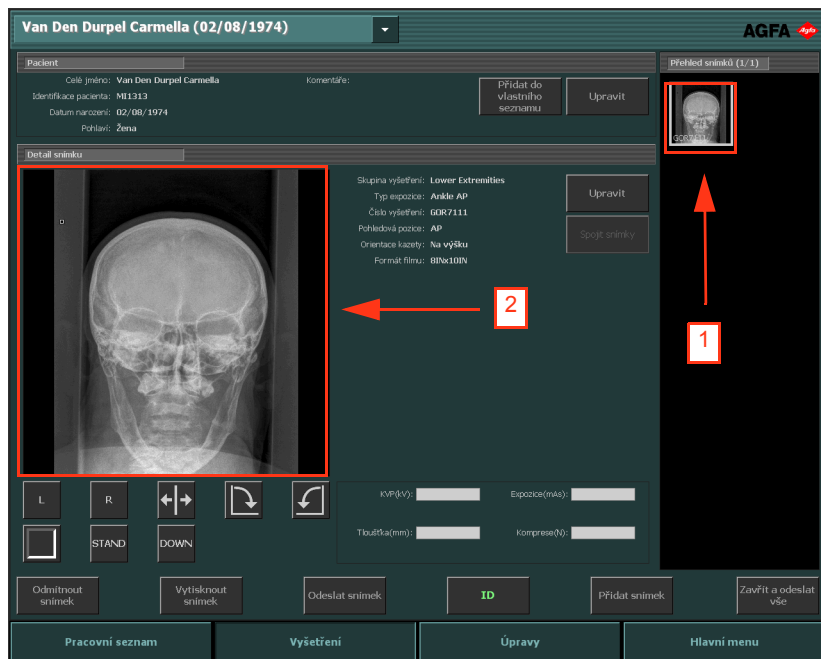 Van Den Durpel Carmella (02/08/1974)
AGFA Agfa
Pacient
Přehled snímků (1/1)
Celé jméno: Van Den Durpel Carmella
Komentáře:
Identifikace pacienta: MI1313
Datum narození: 02/08/1974
Pohlaví: Žena
Přidat do
vlastního
seznamu
Upravit
GOR7111
Detail snímku
Skupina vyšetření: Lower Extremities
Typ expozice: Ankle AP
Číslo vyšetření: GOR7111
Pohledová pozice: AP
Orientace kazety: Na výšku
Formát filmu: 8INx10IN
Upravit
Spojit snímky
2
1
L
R
STAND
DOWN
KVP(kV):
Expozice(mAs):
Tloušťka(mm):
Komprese(N):
Odmítnout
snímek
Vytisknout
snímek
Odeslat snímek
ID
Přidat snímek
Zavřít a odeslat
vše
Pracovní seznam
Vyšetření
Úpravy
Hlavní menu